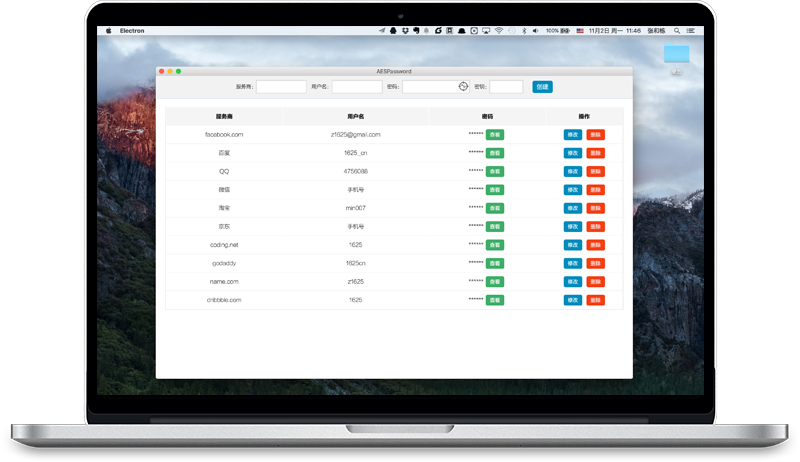 Electron 100% 11月2日 周一 11:46 张和栋
AESPassword
服务商: 用户名: 密码: 密钥: 创建
服务商 用户名 密码 操作
facebook.com z1625@gmail.com ****** 查看 修改 删除
百度 1625_cn ****** 查看 修改 删除
QQ 4756088 ****** 查看 修改 删除
微信 手机号 ****** 查看 修改 删除
淘宝 min007 ****** 查看 修改 删除
京东 手机号 ****** 查看 修改 删除
coding.net 1625 ****** 查看 修改 删除
godaddy 1625cn ****** 查看 修改 删除
name.com z1625 ****** 查看 修改 删除
cribbble.com 1625 ****** 查看 修改 删除